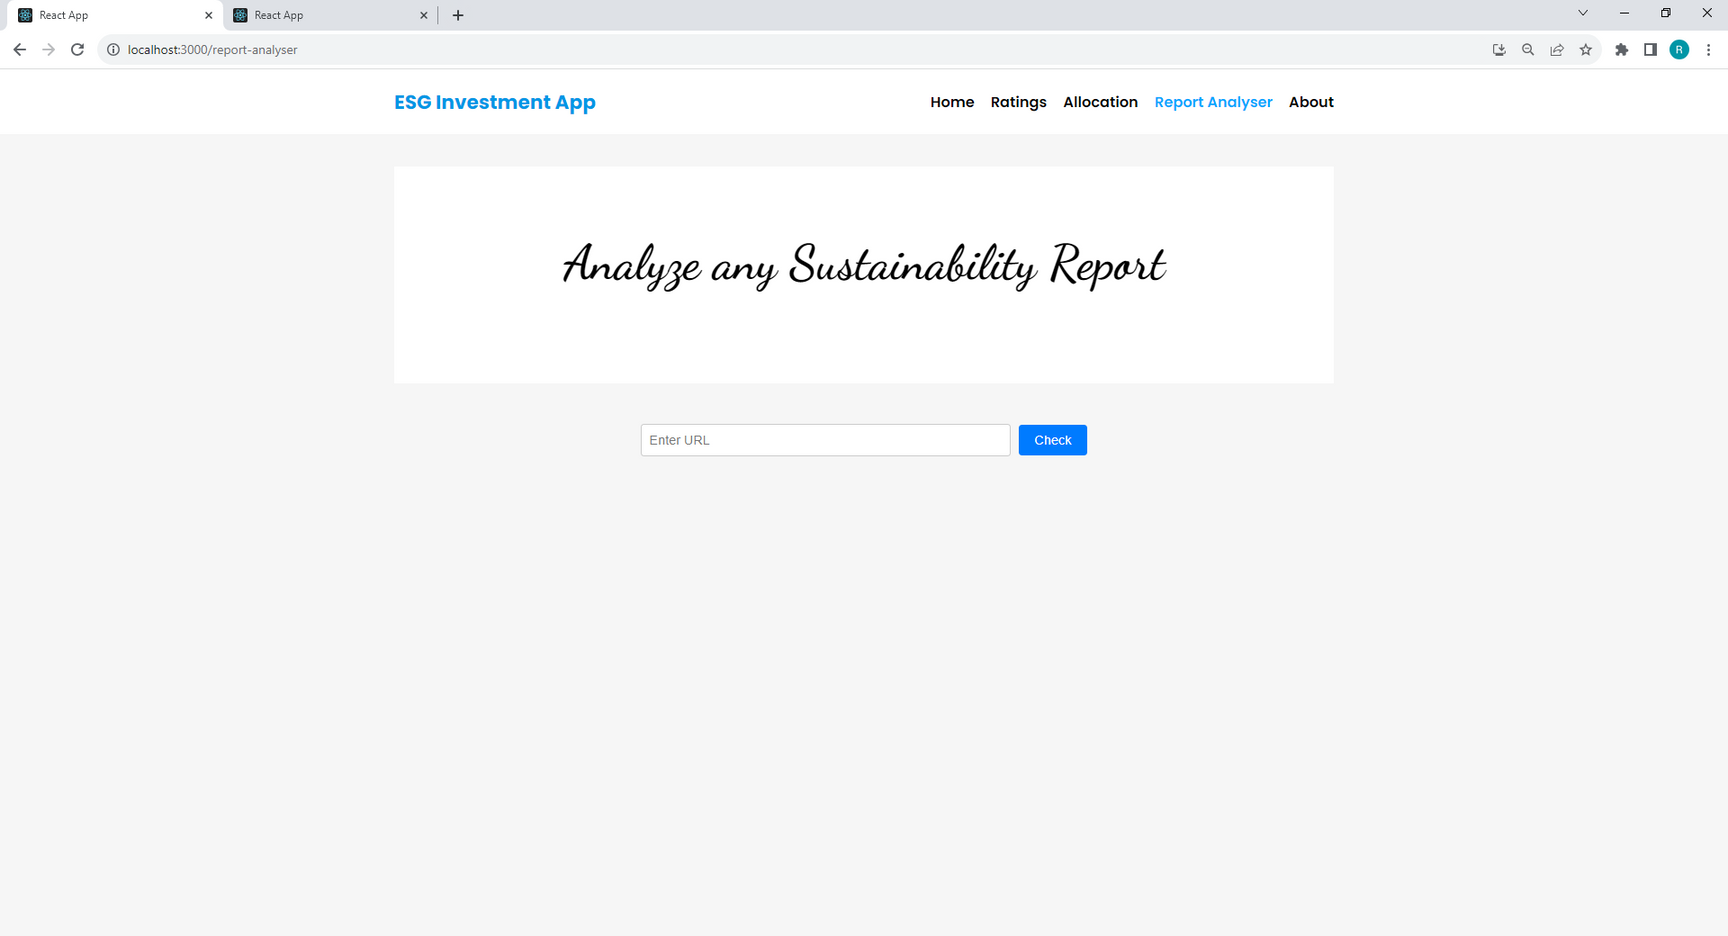 React App
React App
localhost:3000/report-analyser
R
ESG Investment App
Home Ratings Allocation Report Analyser About
Analyze any Sustainability Report
Enter URL
Check